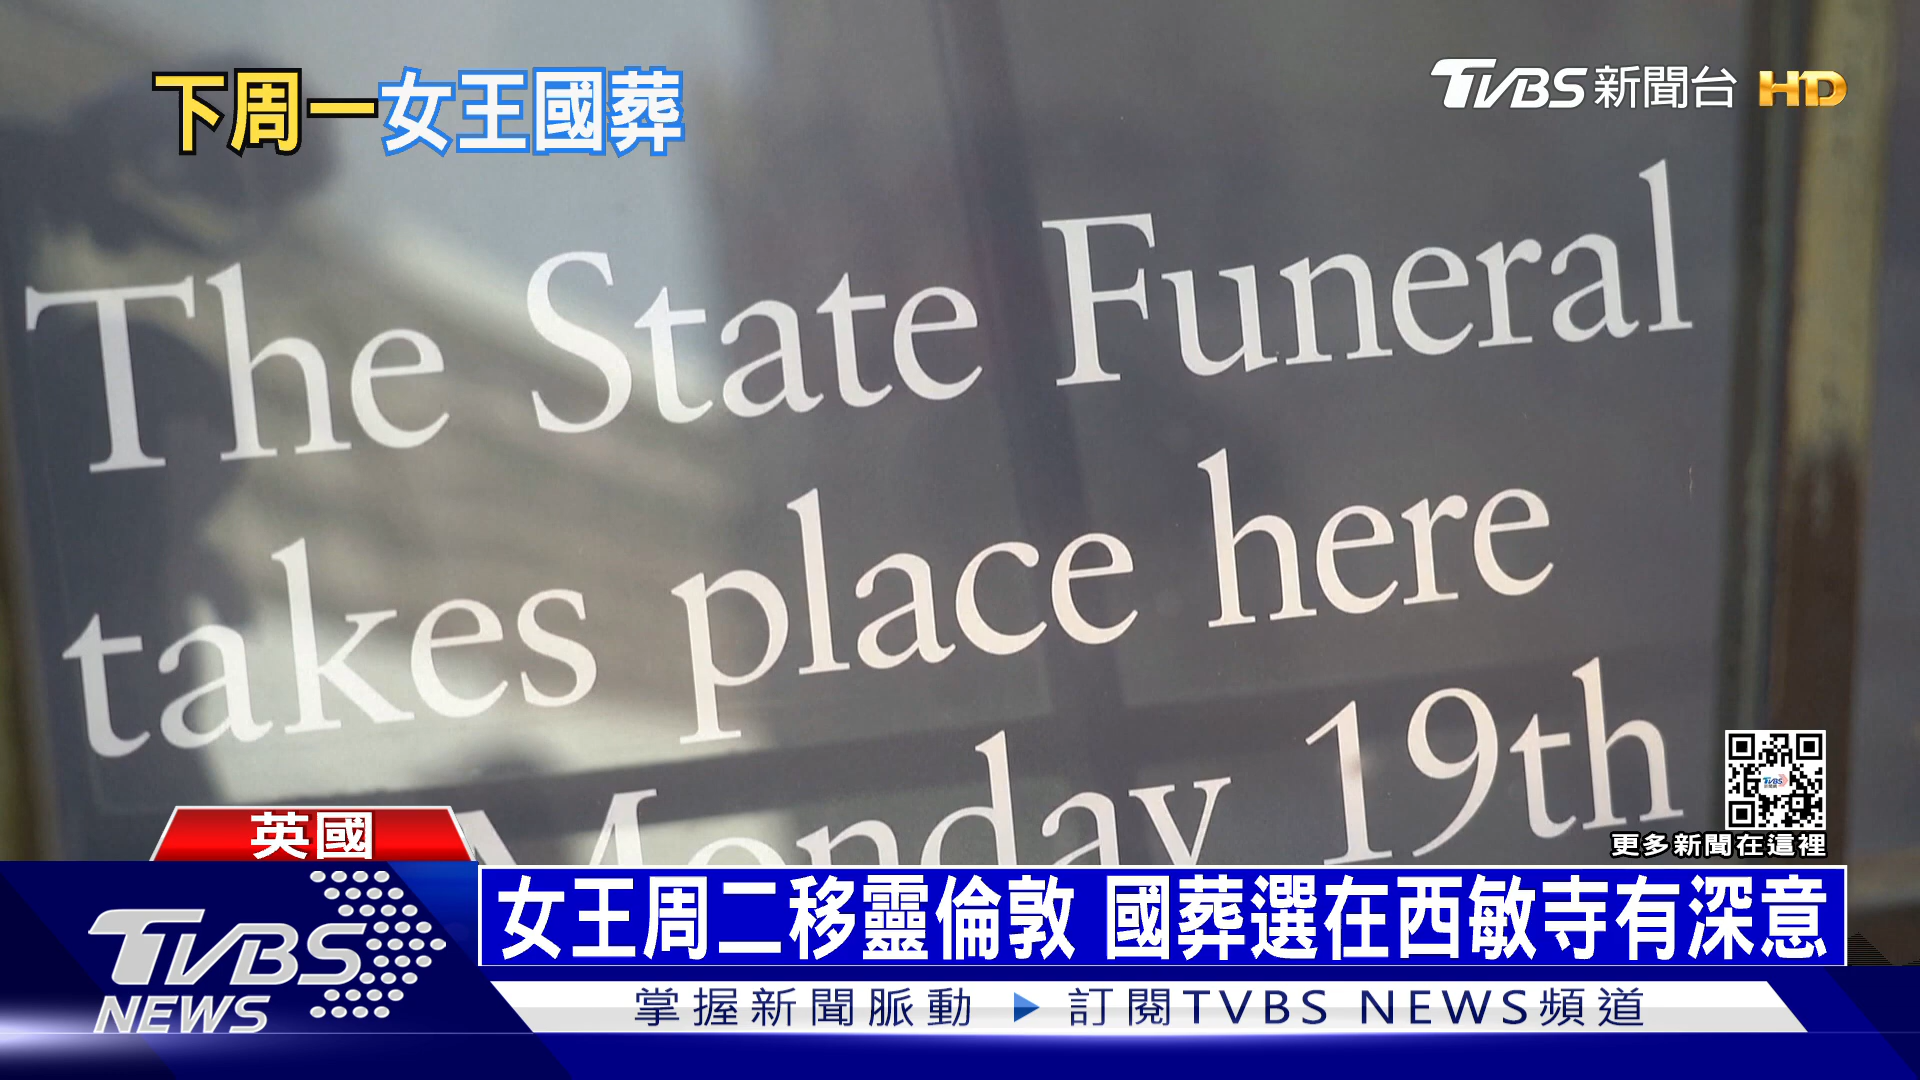 下周一女王國葬
TVBS新聞台 HD
The State Funeral
takes place here
Monday 19th
TVBS
更多新聞在這裡
英國
女王周二移靈倫敦 國葬選在西敏寺有深意
TVBS
NEWS
掌握新聞脈動 訂閱TVBS NEWS頻道